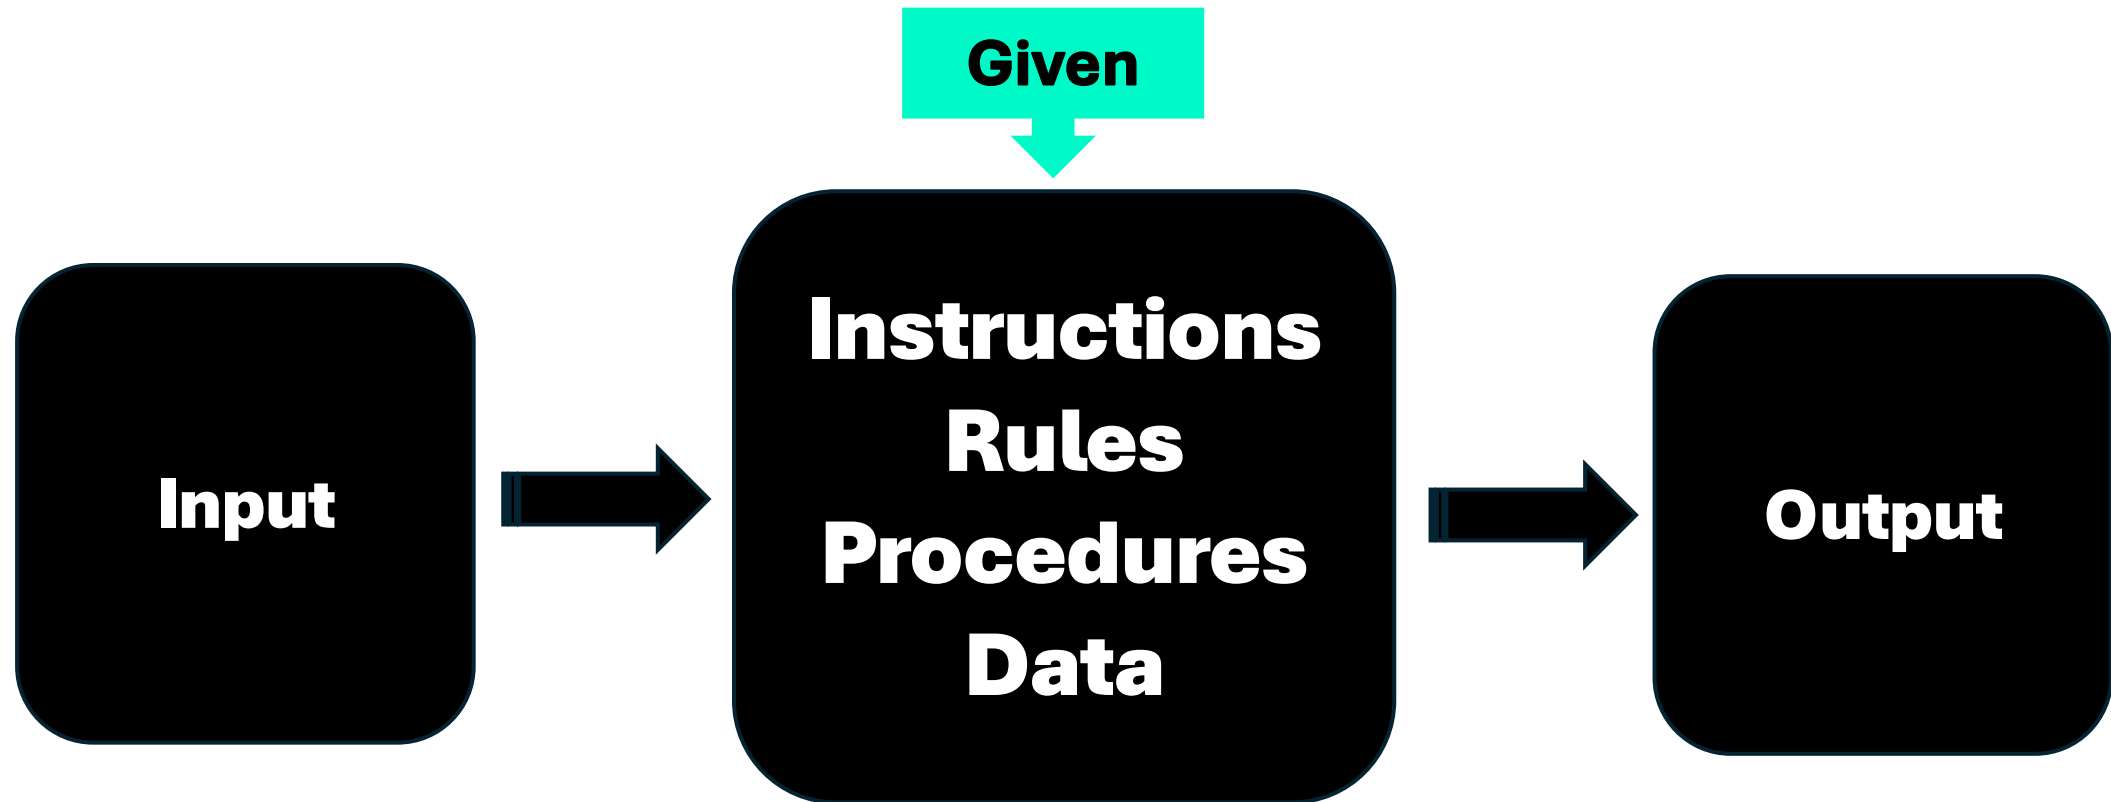 Given
Input
Instructions
Rules
Procedures
Data
Output